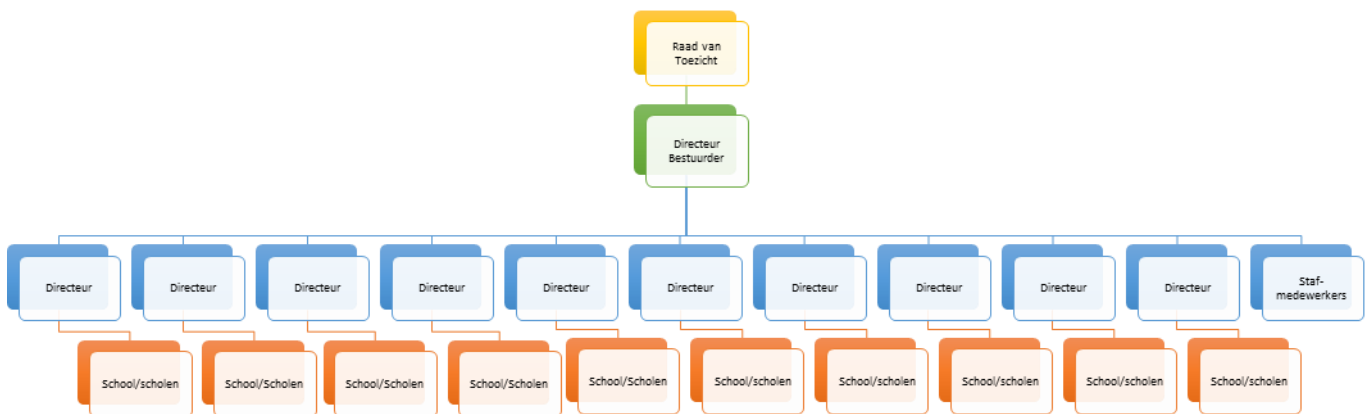 Raad van
Toezicht
Directeur
Bestuurder
Directeur
Directeur
Directeur
Directeur
Directeur
Directeur
Directeur
Directeur
Directeur
Directeur
Staf-
medewerkers
School/scholen
School/Scholen
School/Scholen
School/Scholen
School/Scholen
School/scholen
School/scholen
School/scholen
School/scholen
School/scholen